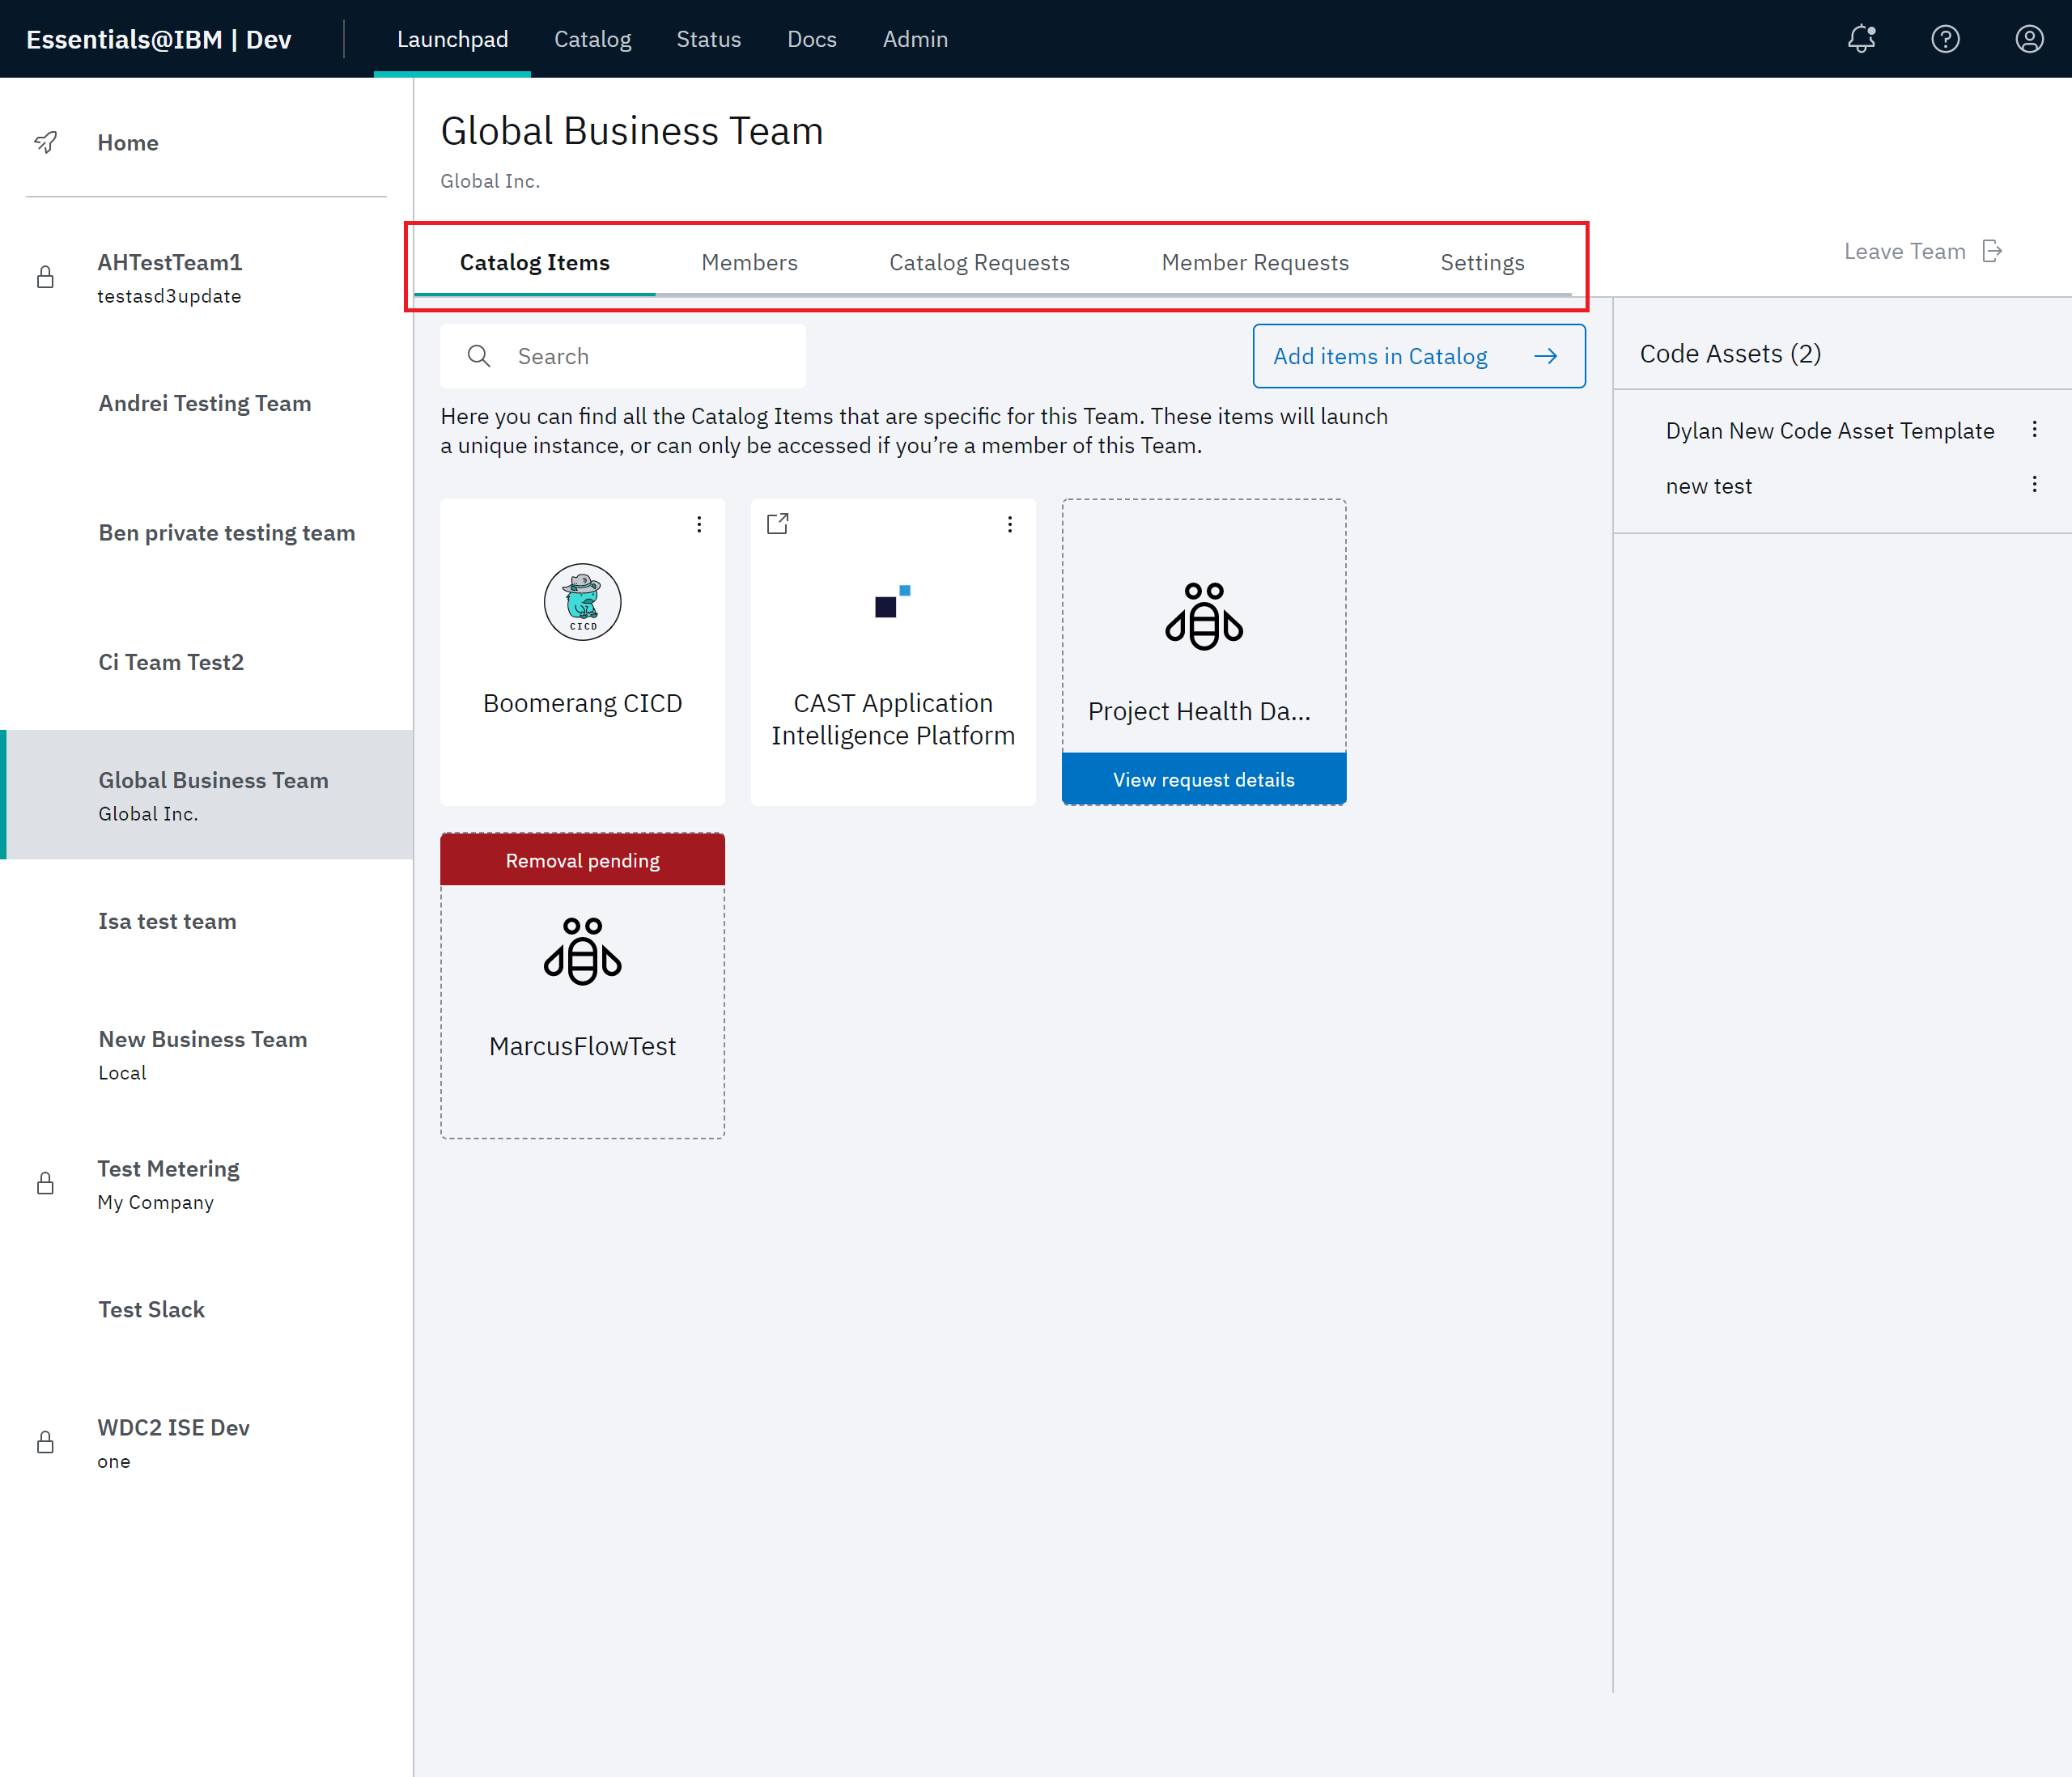 Essentials@IBM | Dev
Launchpad
Catalog
Status
Docs
Admin
Home
AHTestTeam1
testasd3update
Andrei Testing Team
Ben private testing team
Ci Team Test2
Global Business Team
Global Inc.
Isa test team
New Business Team
Local
Test Metering
My Company
Test Slack
WDC2 ISE Dev
one
Global Business Team
Global Inc.
Catalog Items
Members
Catalog Requests
Member Requests
Settings
Leave Team
Search
Add items in Catalog
Here you can find all the Catalog Items that are specific for this Team. These items will launch
a unique instance, or can only be accessed if you’re a member of this Team.
CICD
Boomerang CICD
CAST Application
Intelligence Platform
Project Health Da...
View request details
Removal pending
MarcusFlowTest
Code Assets (2)
Dylan New Code Asset Template
new test